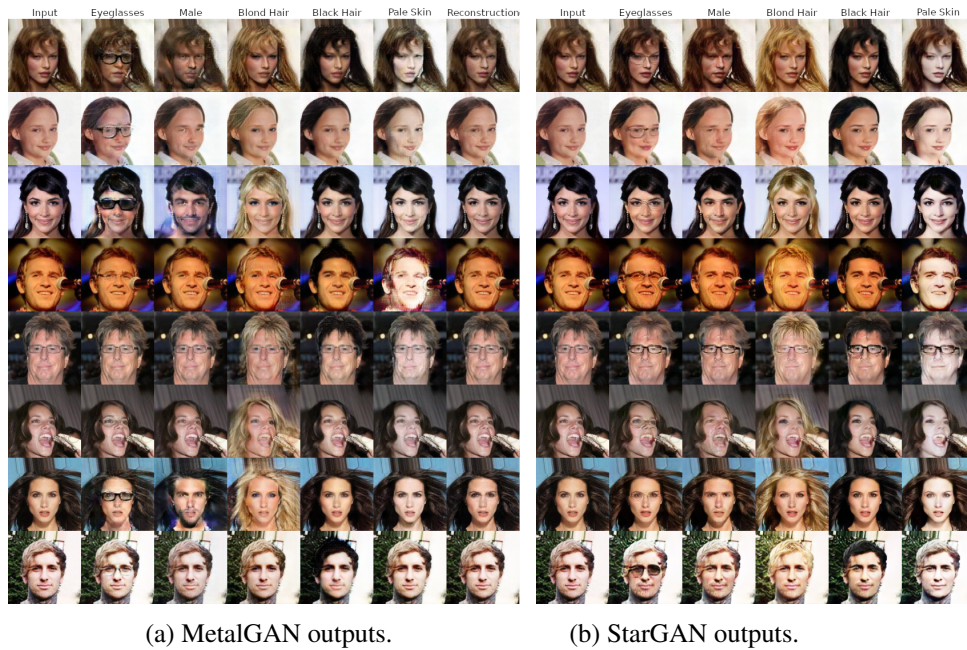 Input Eyeglasses Male Blond Hair Black Hair Pale Skin Reconstruction
Input Eyeglasses Male Blond Hair Black Hair Pale Skin
(a) MetalGAN outputs.
(b) StarGAN outputs.